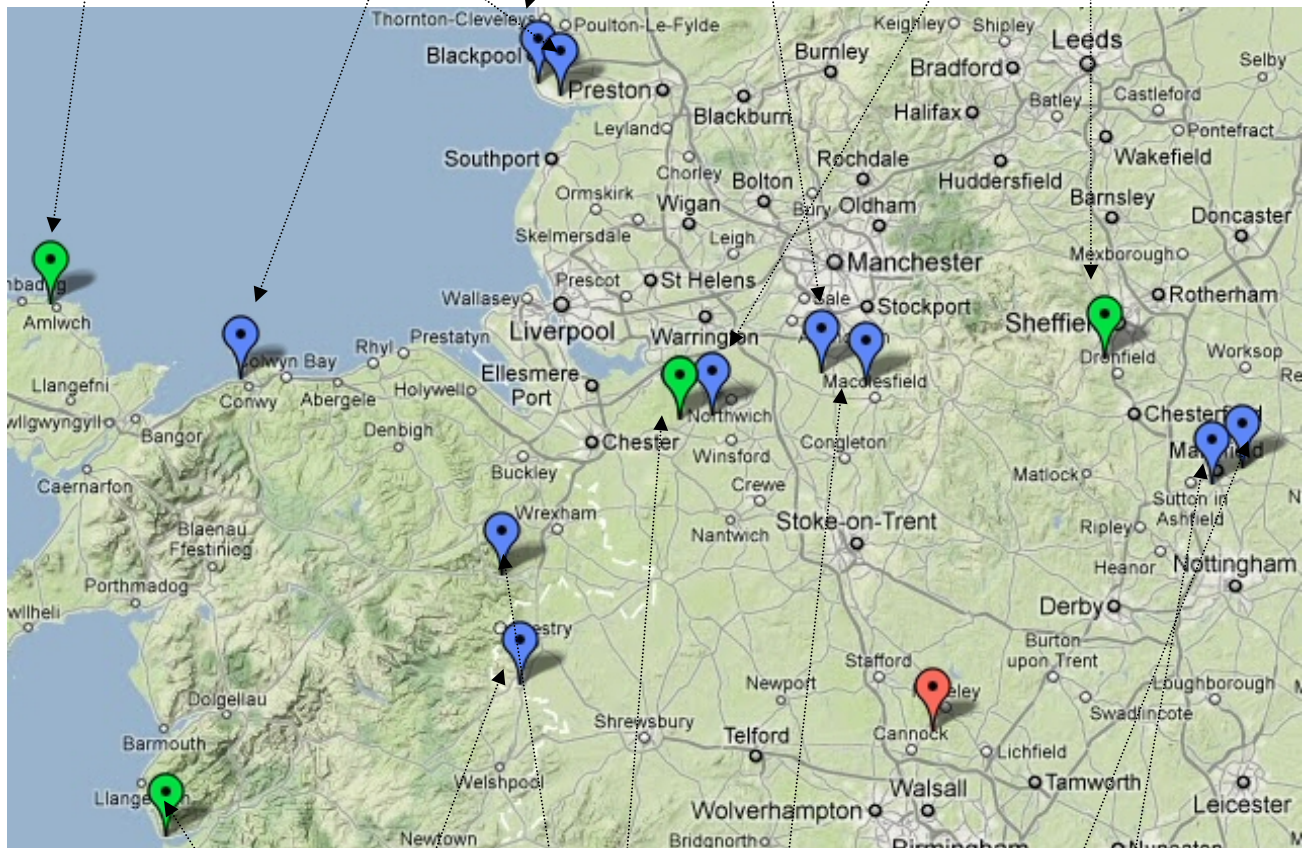 Thornton-Cleveleys
Poulton-Le-Fylde
Keighley
Shipley
Leeds
Blackpool
Burnley
Bradford
Selby
Preston
Blackburn
Halifax
Batley
Castleford
Leyland
Pontefract
Southport
Chorley
Rochdale
Huddersfield
Wakefield
Ormskirk
Bolton
Bury
Oldham
Barnsley
Doncaster
Wigan
Skelmersdale
Leigh
Mexborough
Manchester
Prescot
St Helens
Wallasey
Sale
Stockport
Rotherham
Amlwch
Liverpool
Warrington
Prestatyn
Rhyl
Worksop
Llangefni
Conwy
Abergele
Holywell
Ellesmere
Port
Northwich
Macclesfield
Dronfield
Re
Bangor
Denbigh
Chester
Buckley
Winsford
Congleton
Chesterfield
Caernarfon
Crewe
Matlock
Sutton in
Ashfield
N
Blaenau
Ffestiniog
Wrexham
Nantwich
Stoke-on-Trent
Ripley
Heanor
Nottingham
Porthmadog
Derby
Burton
upon Trent
Stafford
Dolgellau
Newport
Loughborough
Swadlincote
Barmouth
Shrewsbury
Telford
Cannock
Lichfield
Welshpool
Tamworth
Walsall
Leicester
Wolverhampton
Newtown
Bridgnorth
Birmingham
Nuneaton